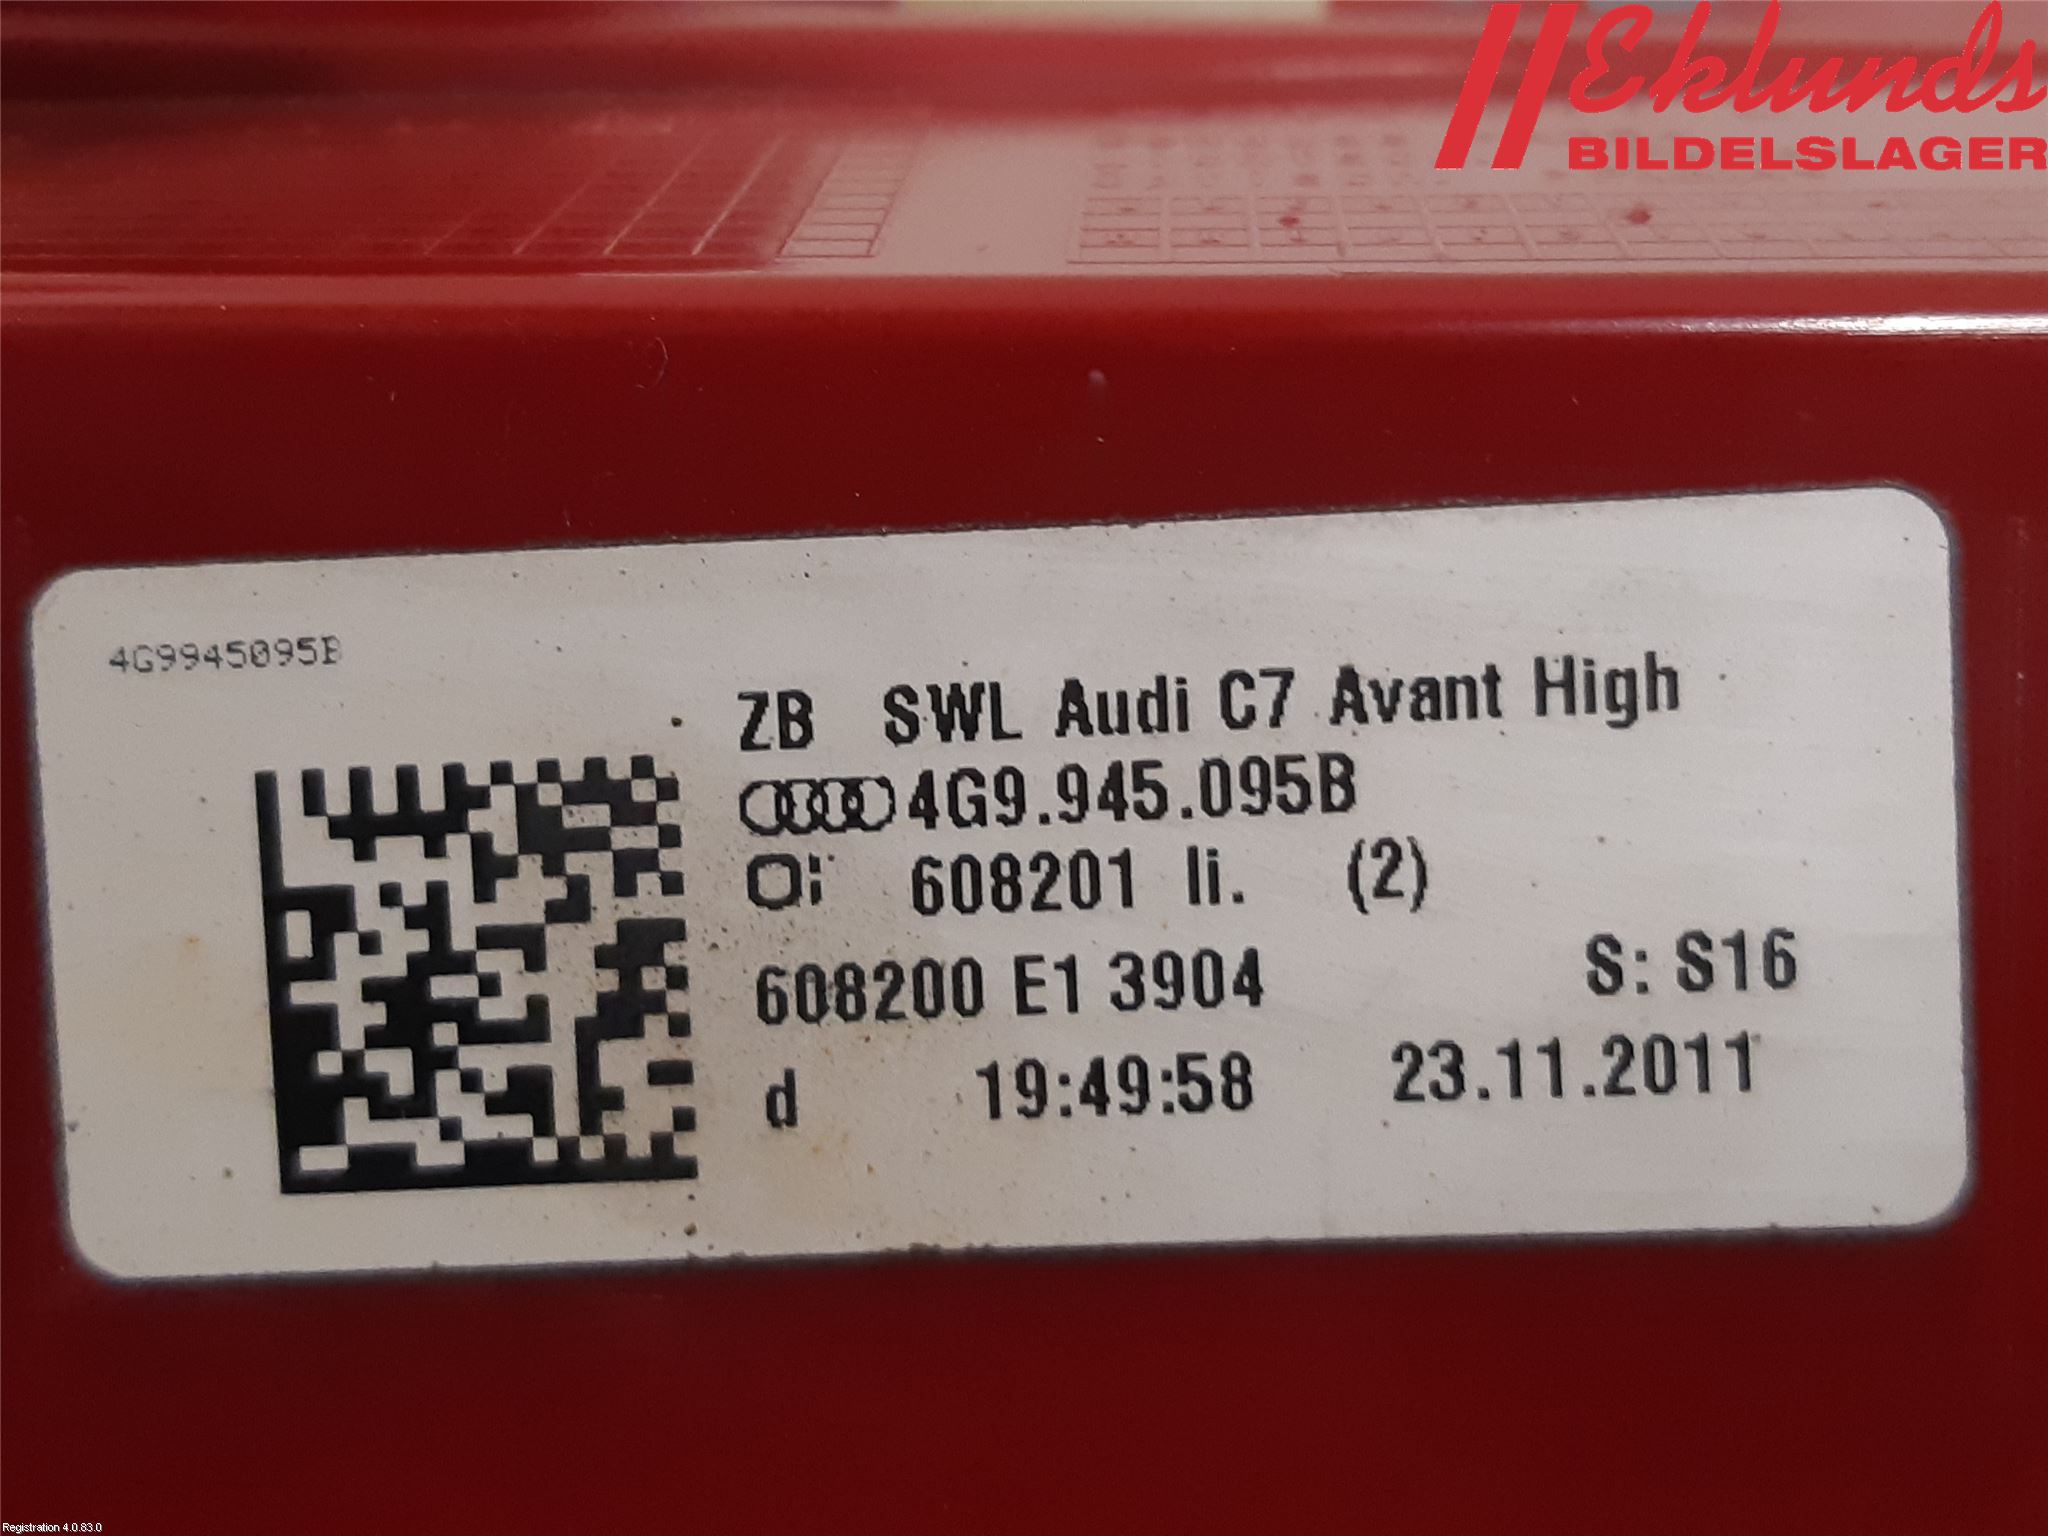 Eklunds
BILDELSLAGER
4G9945095B
ZB SWL Audi C7 Avant High
4G9.945.095B
608201 li. (2)
608200 E1 3904 S: S16
d 19:49:58 23.11.2011
Registration 4.0.83.0